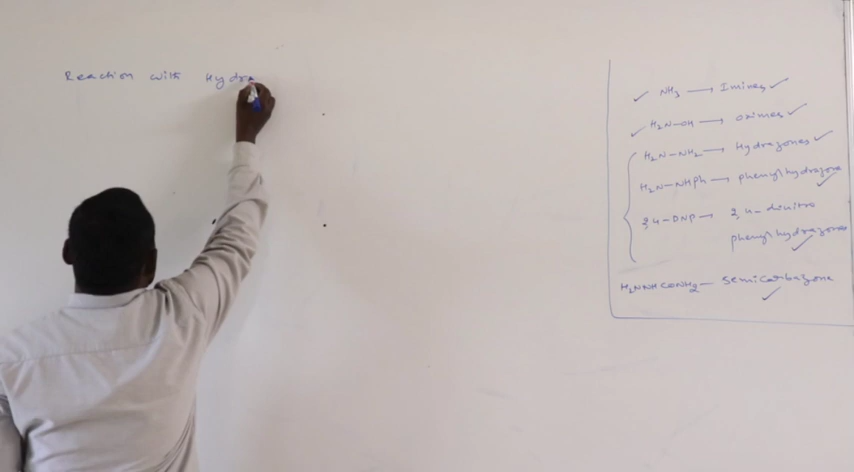 Reaction with Hydra
NH3 → Imines ✓
H2N-OH → oximes ✓
H2N-NH2 → Hydrazones ✓
H2N-NHPh → phenylhydrazone
2,4-DNP → 2,4-dinitro
phenylhydrazones
H2NNHCONH2 — semicarbazone